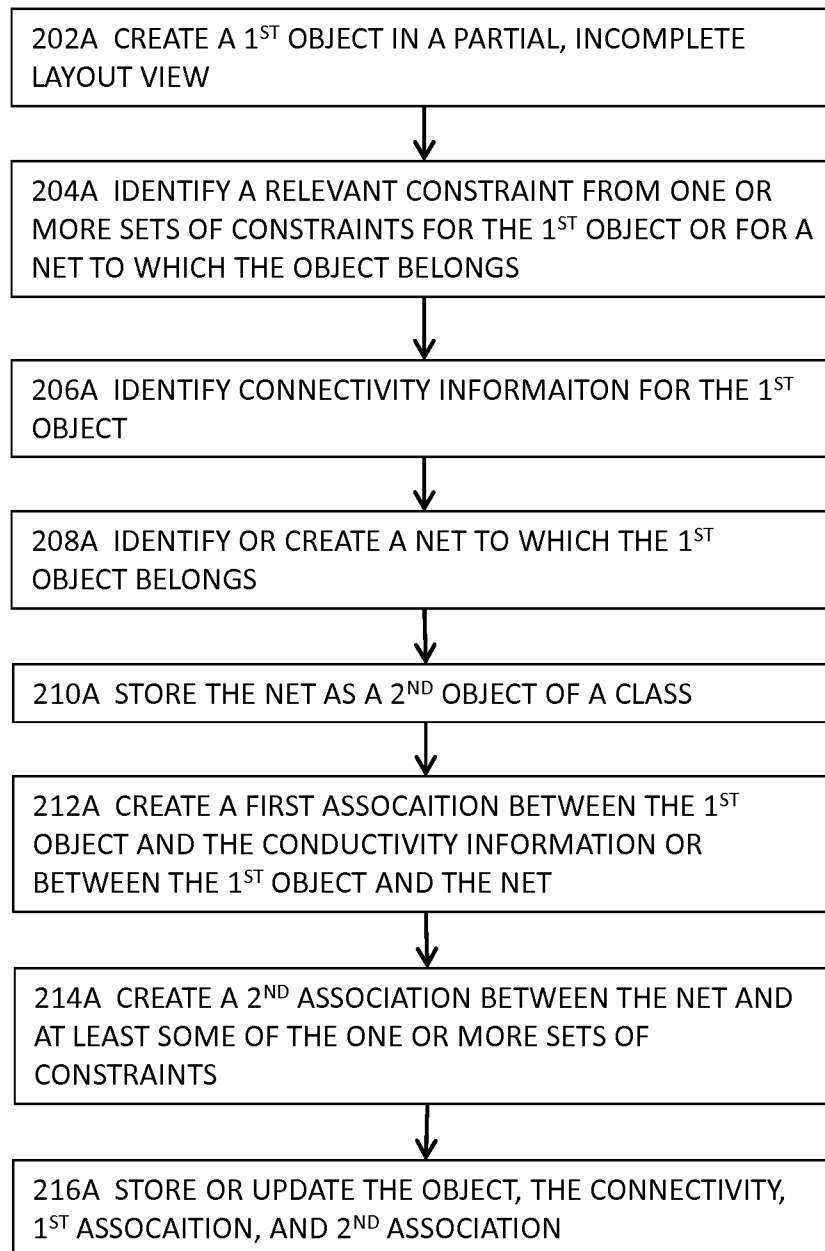 202A CREATE A 1ST OBJECT IN A PARTIAL, INCOMPLETE
LAYOUT VIEW
204A IDENTIFY A RELEVANT CONSTRAINT FROM ONE OR
MORE SETS OF CONSTRAINTS FOR THE 1ST OBJECT OR FOR A
NET TO WHICH THE OBJECT BELONGS
206A IDENTIFY CONNECTIVITY INFORMAITON FOR THE 1ST
OBJECT
208A IDENTIFY OR CREATE A NET TO WHICH THE 1ST
OBJECT BELONGS
210A STORE THE NET AS A 2ND OBJECT OF A CLASS
212A CREATE A FIRST ASSOCAITION BETWEEN THE 1ST
OBJECT AND THE CONDUCTIVITY INFORMATION OR
BETWEEN THE 1ST OBJECT AND THE NET
214A CREATE A 2ND ASSOCIATION BETWEEN THE NET AND
AT LEAST SOME OF THE ONE OR MORE SETS OF
CONSTRAINTS
216A STORE OR UPDATE THE OBJECT, THE CONNECTIVITY,
1ST ASSOCAITION, AND 2ND ASSOCIATION